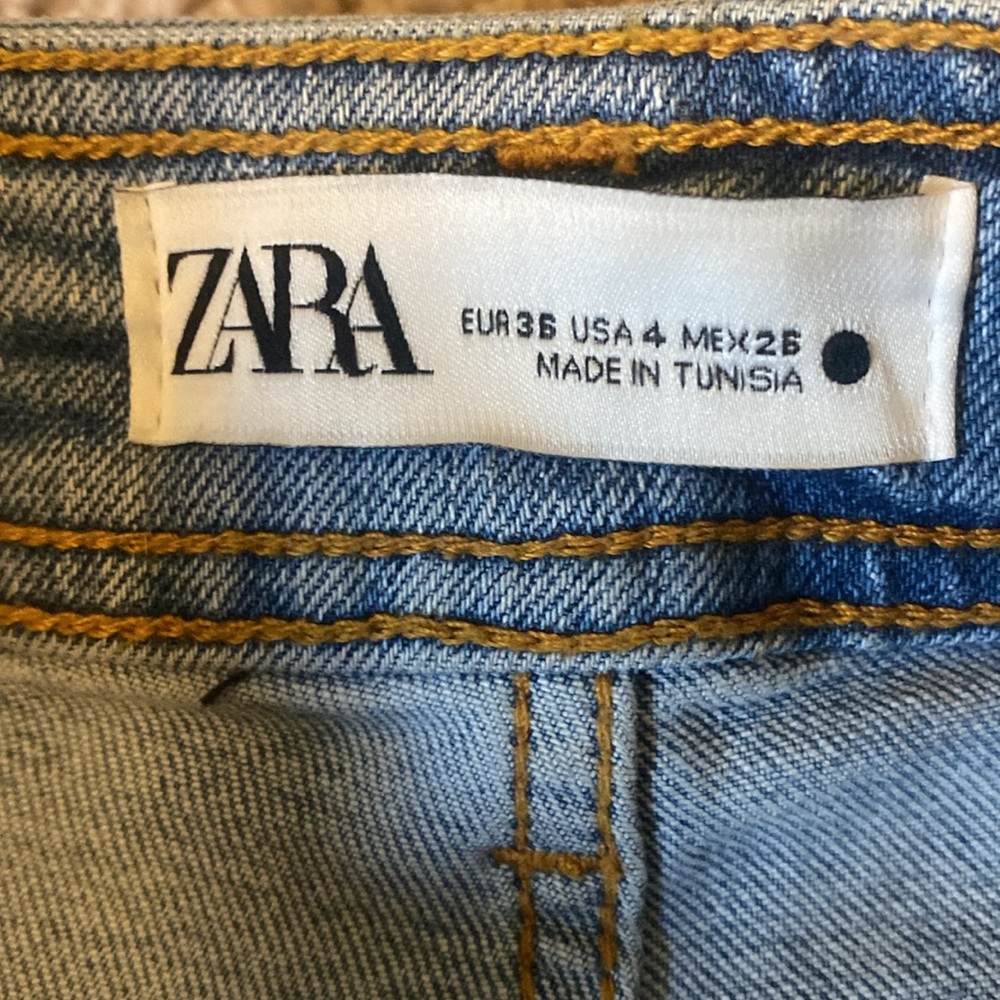 ZARA
EUR 36 USA 4 MEX 26
MADE IN TUNISIA